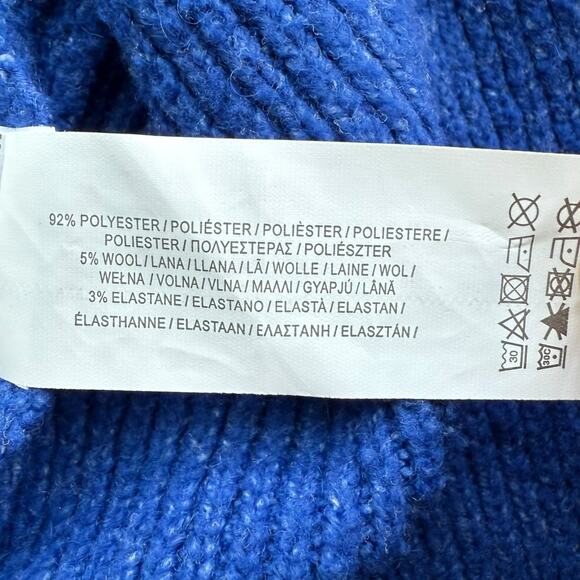 92% POLYESTER / POLIÉSTER / POLIÈSTER / POLIESTERE /
POLIESTER / ΠΟΛΥΕΣΤΕΡΑΣ / POLIÉSZTER
5% WOOL / LANA / LLANA / LÃ / WOLLE / LAINE / WOL /
WEŁNA / VOLNA / VLNA / ΜΑΛΛΙ / GYAPJÚ / LÂNĂ
3% ELASTANE / ELASTANO / ELASTÀ / ELASTAN /
ÉLASTHANNE / ELASTAAN / ΕΛΑΣΤΑΝΗ / ELASZTÁN /
30
30C